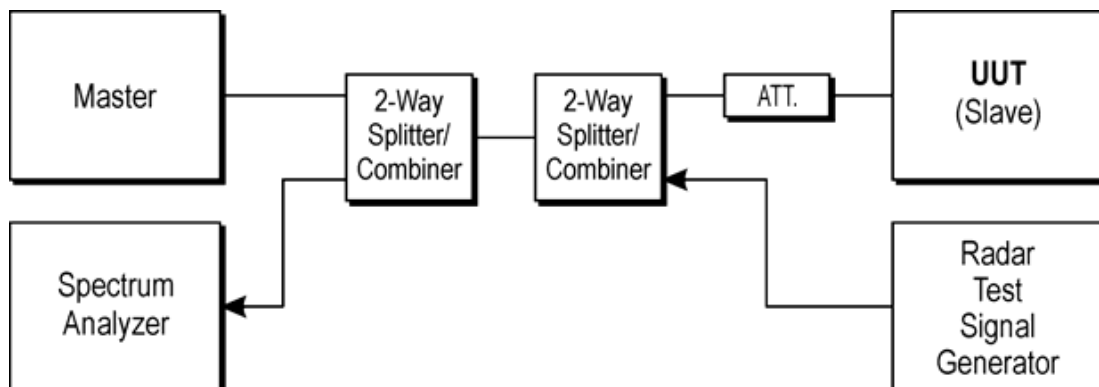 Master
2-Way
Splitter/
Combiner
2-Way
Splitter/
Combiner
ATT.
UUT
(Slave)
Spectrum
Analyzer
Radar
Test
Signal
Generator